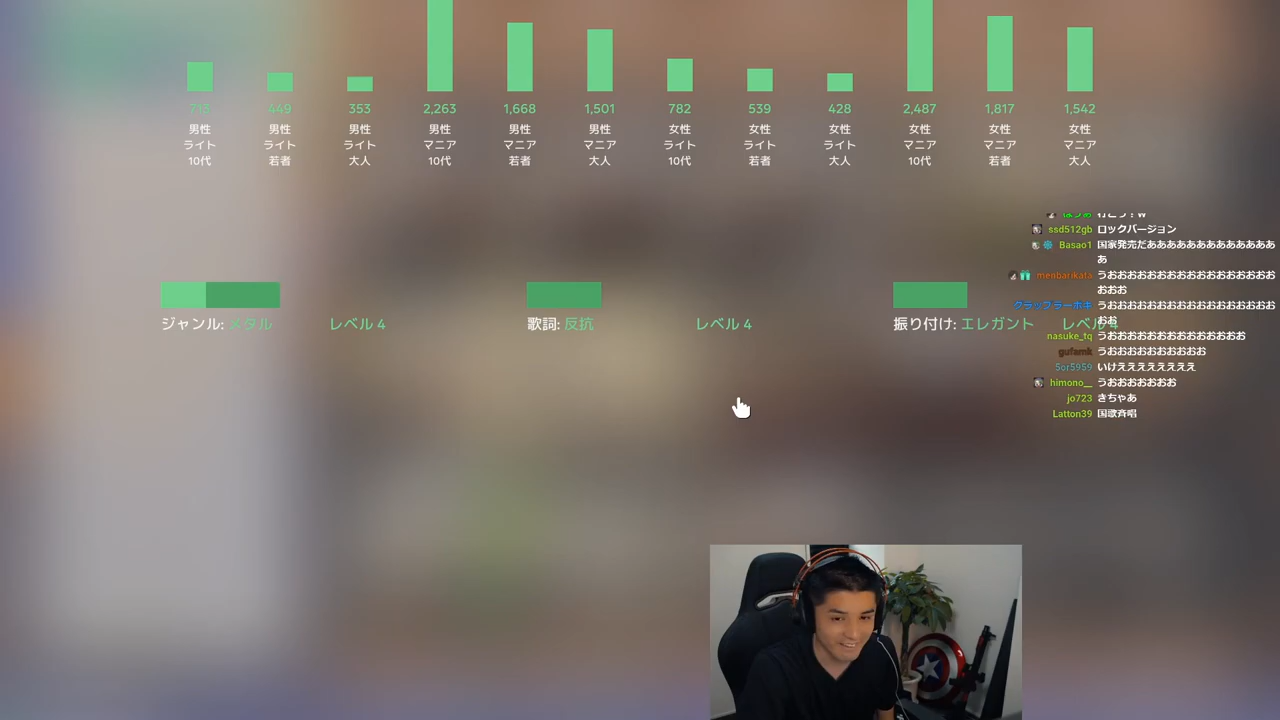 713
449
353
2,263
1,668
1,501
782
539
428
2,487
1,817
1,542
男性
ライト
10代
男性
ライト
若者
男性
ライト
大人
男性
マニア
10代
男性
マニア
若者
男性
マニア
大人
女性
ライト
10代
女性
ライト
若者
女性
ライト
大人
女性
マニア
10代
女性
マニア
若者
女性
マニア
大人
ジャンル: メタル
レベル 4
歌詞: 反抗
レベル 4
振り付け: エレガント
レベル 4
ssd512gb ロックバージョン
Basao1 国家発売だあああああああああああああ
あ
menbarikata うおおおおおおおおおおおおおおおおお
おおお
クラップラーホキ うおおおおおおおおおおおおおおおおお
おお
nasuke_tq うおおおおおおおおおおおおおお
gufamk うおおおおおおおおおお
Sor5959 いけええええええええ
himono__ うおおおおおおお
jo723 きちゃあ
Latton39 国歌斉唱